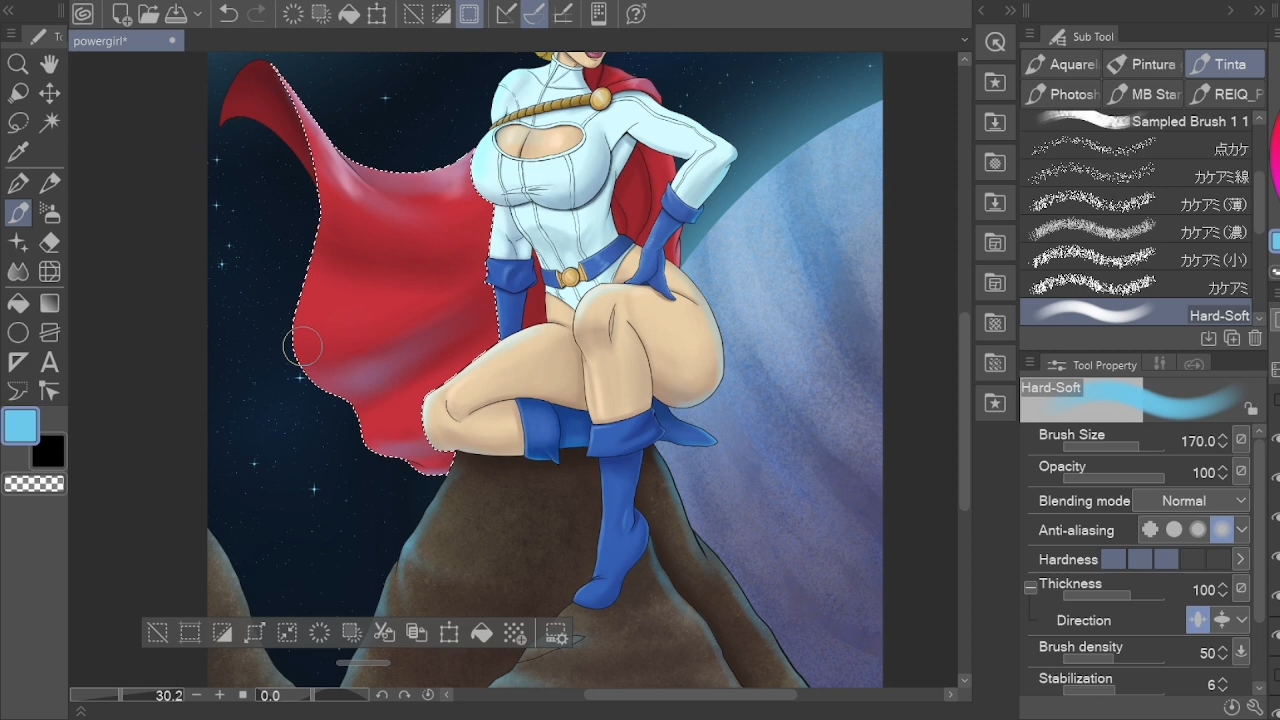 powergirl*
Sub Tool
Aquarel
Pintura
Tinta
Photosh
MB Star
REIQ_P
Sampled Brush 1 1
点カケ
カケアミ線
カケアミ(薄)
カケアミ(濃)
カケアミ(小)
カケアミ
Hard-Soft
Tool Property
Hard-Soft
Brush Size 170.0
Opacity 100
Blending mode Normal
Anti-aliasing
Hardness
Thickness 100
Direction
Brush density 50
Stabilization 6
30.2 0.0